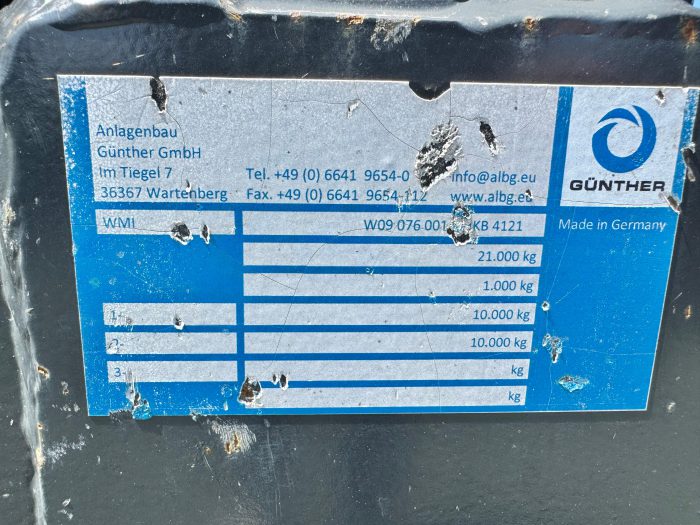 Anlagenbau
Günther GmbH
Im Tiegel 7 Tel. +49 (0) 6641 9654-0 info@albg.eu
36367 Wartenberg Fax. +49 (0) 6641 9654-112 www.albg.eu
GÜNTHER
Made in Germany
WMI W09 076 001 KB 4121
21.000 kg
1.000 kg
1- 10.000 kg
2- 10.000 kg
3- kg
kg